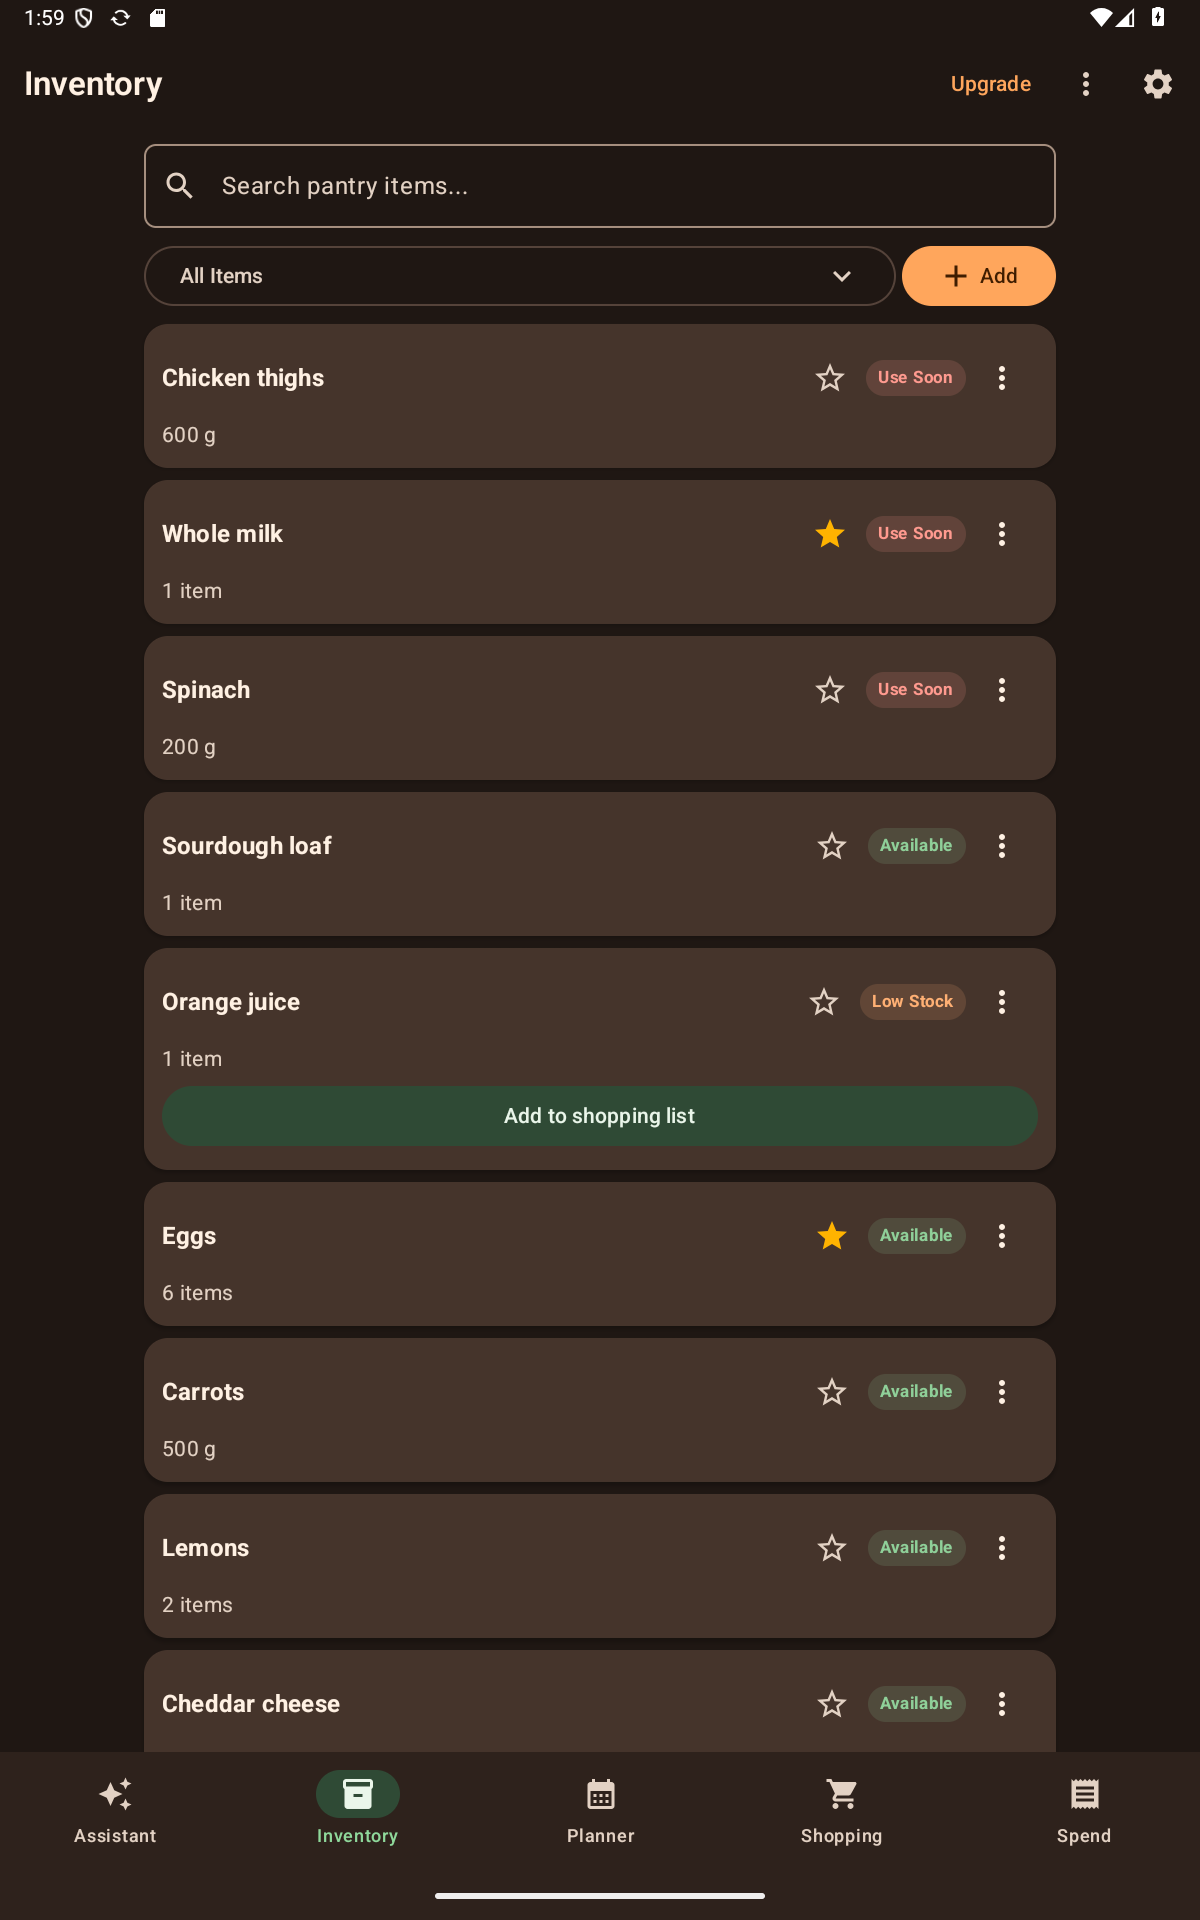 1:59
Inventory
Upgrade
Search pantry items...
All Items
Add
Chicken thighs
Use Soon
600 g
Whole milk
Use Soon
1 item
Spinach
Use Soon
200 g
Sourdough loaf
Available
1 item
Orange juice
Low Stock
1 item
Add to shopping list
Eggs
Available
6 items
Carrots
Available
500 g
Lemons
Available
2 items
Cheddar cheese
Available
Assistant
Inventory
Planner
Shopping
Spend